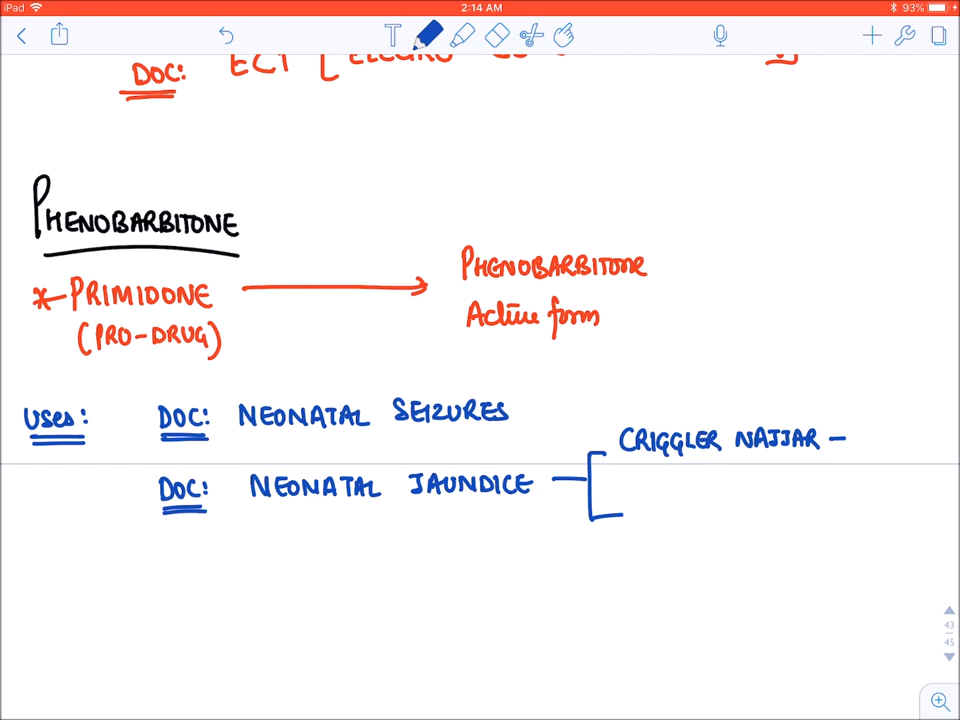 iPad 2:14 AM 93%
T
DOC: ECT [ELECTRO
PHENOBARBITONE
* PRIMIDONE → PHENOBARBITONE
(PRO-DRUG) Active form
Uses: DOC: NEONATAL SEIZURES
CRIGGLER NAJJAR –
DOC: NEONATAL JAUNDICE
43
45